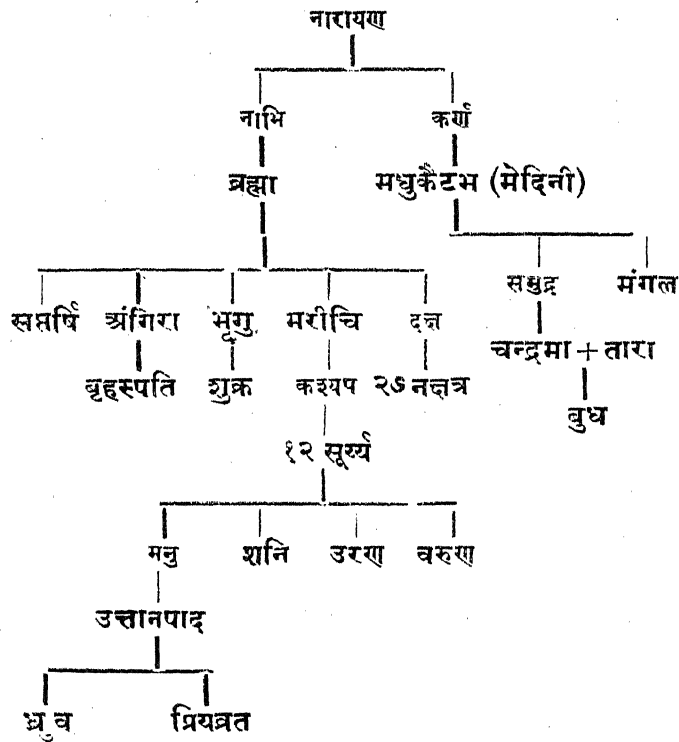 नारायण
नाभि कर्ण
ब्रह्मा मधुकैटभ (मेदिनी)
समुद्र मंगल
सप्तर्षि अंगिरा भृगु मरीचि दक्ष
चन्द्रमा + तारा
बृहस्पति शुक्र कश्यप २७ नक्षत्र
बुध
१२ सूर्य्य
मनु शनि उरण वरुण
उत्तानपाद
ध्रुव प्रियव्रत